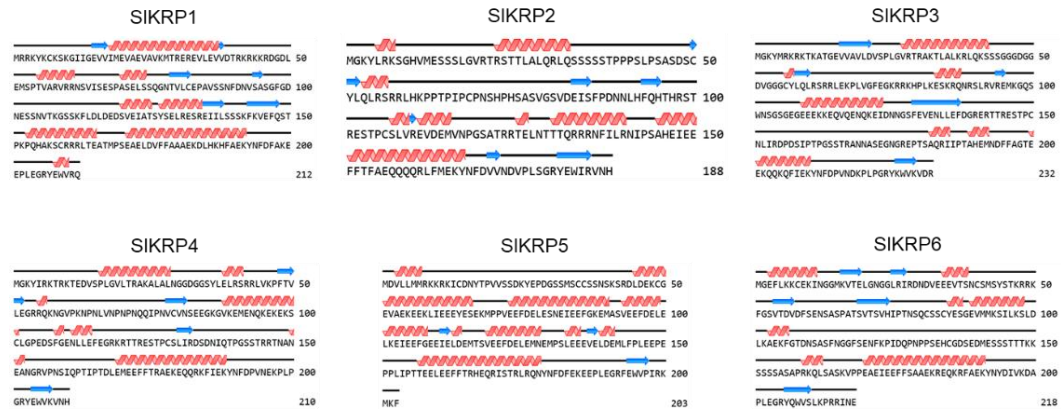 SlKRP1
MRRKYKCKSKGIIGEVVIMEVAEVAVKMTREREVLEVVDTRKRKKRDGDL 50
EMSPTVARVRRNSVISESPASELSSQGNTVLCEPAVSSNFDNVSASGFGD 100
NESSNVTKGSSKFLDLDEDSVEIATSYSELRESREIILSSSKFKVEFQST 150
PKPQHAKSCRRRLTEATMPSEAELDVFFAAAEKDLHKHFAEKYNFDFAKE 200
EPLEGRYEWVRQ 212
SlKRP2
MGKYLRKSGHVMESSSLGVRTRSTTLALQRLQSSSSSTPPPSLPSASDSC 50
YLQLRSRRLHKPPTPIPCPNSHPHSASVGSVDEISFPDNNLHFQHTHRST 100
RESTPCSLVREVDEMVNPGSATRRTELNTTTQRRRNFILRNIPSAHEIEE 150
FFTFAEQQQQRLFMEKYNFDVVNDVPLSGRYEWIRVNH 188
SlKRP3
MGKYMRKRKTKATGEVVAVLDVSPLGVRTRAKTLALKRLQKSSSGGGDGG 50
DVGGGCYLQLRSRRLEKPLVGFEGKRRKHPLKESKRQNRSLRVREMKGQS 100
WNSGSGEGEEEKKEQVQENQKEIDNNGSFEVENLLEFDGRERTTRESTPC 150
NLIRDPDSIPTPGSSTRANNASEGNGREPTSAQRIIPTAHEMNDFFAGTE 200
EKQQKQFIEKYNFDPVNDKPLPGRYKWVKVDR 232
SlKRP4
MGKYIRKTRKTEDVSPLGVLTRAKALALNGGDGGSYLELRSRRLVKPFTV 50
LEGRRQKNGVPKNPNLVNPNPNQQIPNVCVNSEEGKGVKEMENQKEKEKS 100
CLGPEDSFGENLLEFEGRKRTTRESTPCSLIRDSDNIQTPGSSTRRTNAN 150
EANGRVPNSIQPTIPTDLEMEEFFTRAEKEQQRKFIEKYNFDPVNEKPLP 200
GRYEWVKVNH 210
SlKRP5
MDVLLMMRKKRKICDNYTPVVSSDKYEPDGSSMSCCSSNSKSRDLDEKCG 50
EVAEKEEKLIEEEYESEKMPPVEEFDELESNEIEEFGKEMASVEEFDELE 100
LKEIEEFGEEIELDEMTSVEEFDELEMNEMPSLEEEVELDEMLFPLEEPE 150
PPLIPTTEELEEFFTRHEQRISTRLRQNYNFDFEKEEPLEGRFEWVPIRK 200
MKF 203
SlKRP6
MGEFLKKCEKINGGMKVTELGNGGLRIRDNDVEEEVTSNCSMSYSTKRRK 50
FGSVTDVDFSENSASPATSVTSVHIPTNSQCSSCYESGEVMMKSILKSLD 100
LKAEKFGTDNSASFNGGFSENFKPIDQPNPPSEHCGDSEDMESSSTTTKK 150
SSSSASAPRKQLSASKVPPEAEIEEFFSAAEKREQKRFAEKYNYDIVKDA 200
PLEGRYQWVSLKPRRINE 218